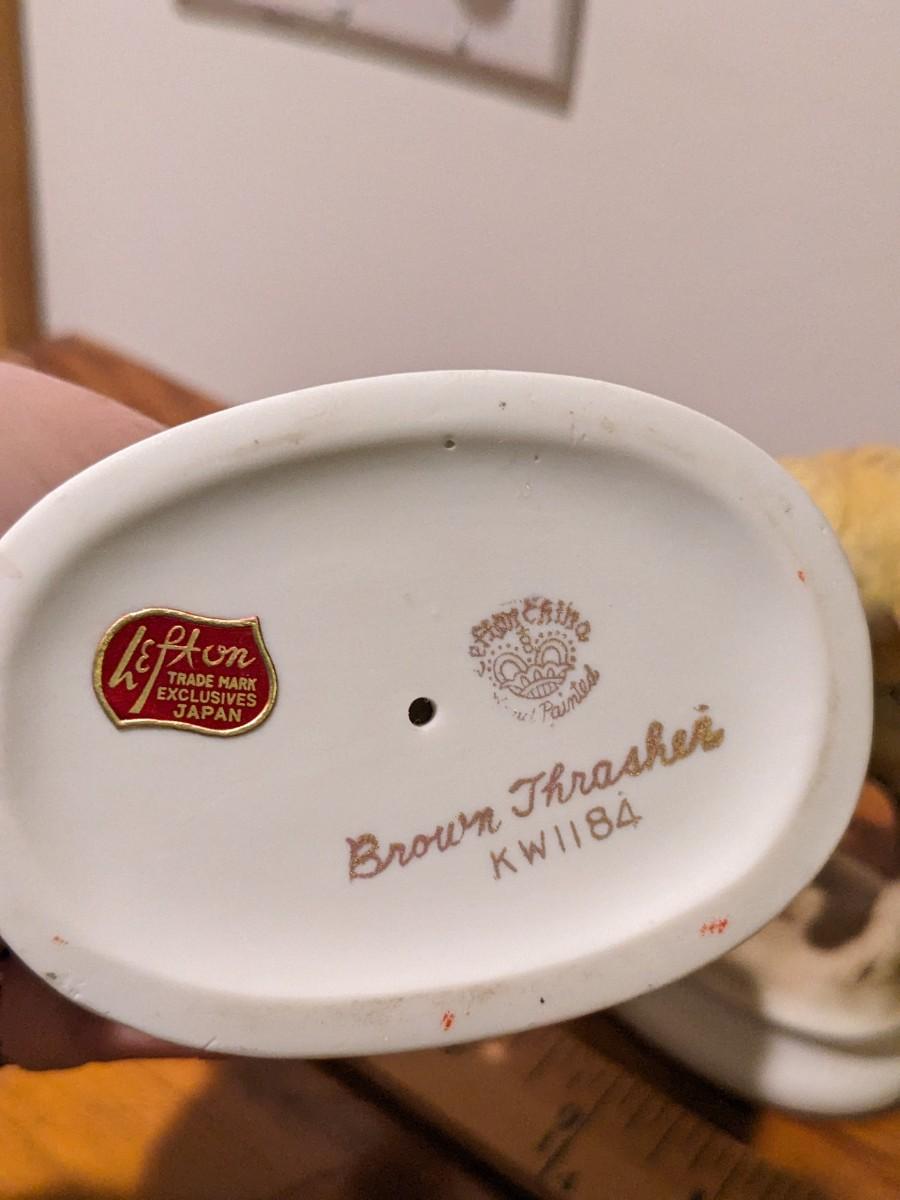 Lefton
TRADE MARK
EXCLUSIVES
JAPAN
Lefton China
Hand Painted
Brown Thrasher
KW1184